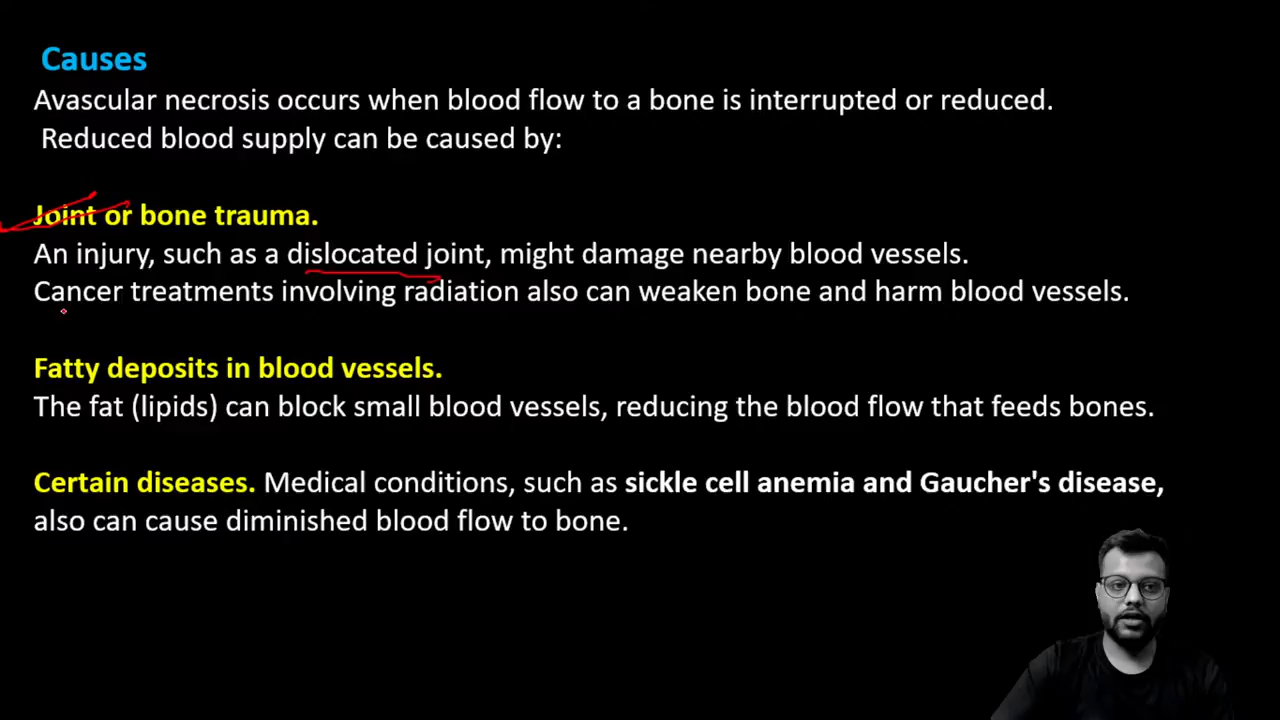 Causes
Avascular necrosis occurs when blood flow to a bone is interrupted or reduced.
Reduced blood supply can be caused by:
Joint or bone trauma.
An injury, such as a dislocated joint, might damage nearby blood vessels.
Cancer treatments involving radiation also can weaken bone and harm blood vessels.
Fatty deposits in blood vessels.
The fat (lipids) can block small blood vessels, reducing the blood flow that feeds bones.
Certain diseases. Medical conditions, such as sickle cell anemia and Gaucher's disease,
also can cause diminished blood flow to bone.